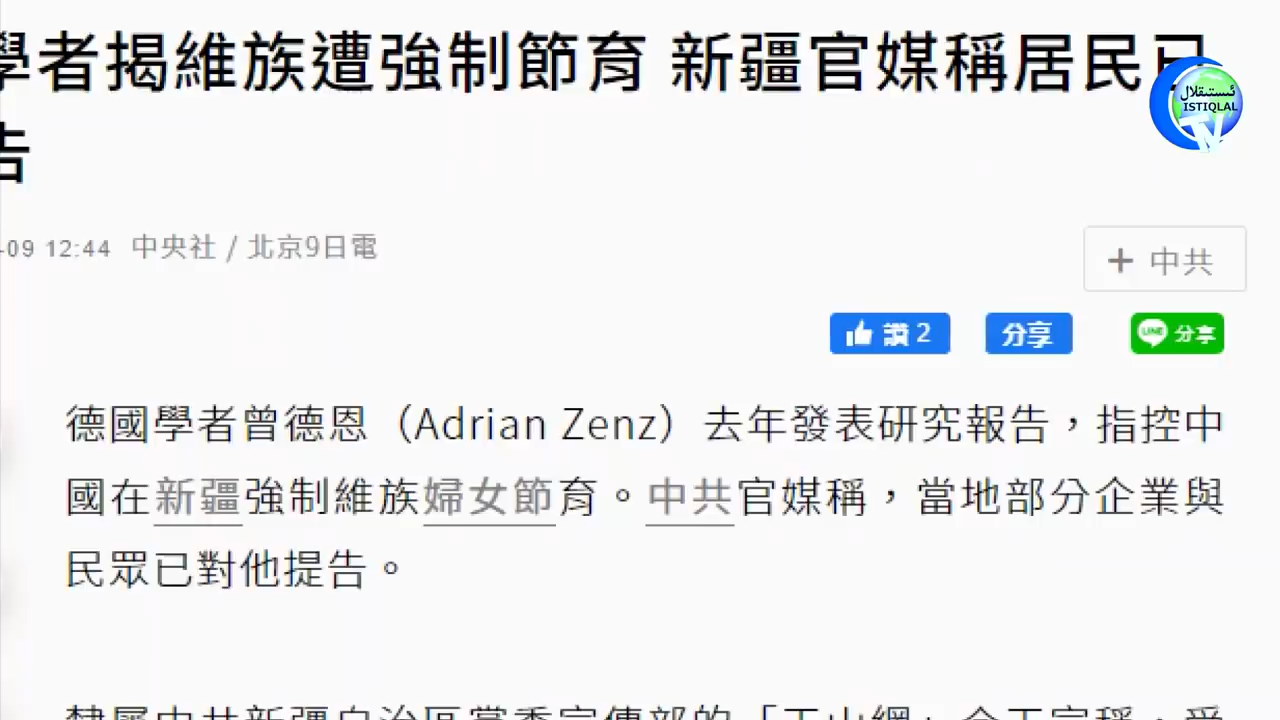 學者揭維族遭強制節育 新疆官媒稱居民已
告
-09 12:44 中央社 / 北京9日電
+ 中共
讚 2 分享 LINE 分享
德國學者曾德恩（Adrian Zenz）去年發表研究報告，指控中
國在新疆強制維族婦女節育。中共官媒稱，當地部分企業與
民眾已對他提告。
ئىستىقلال
ISTIQLAL
TV